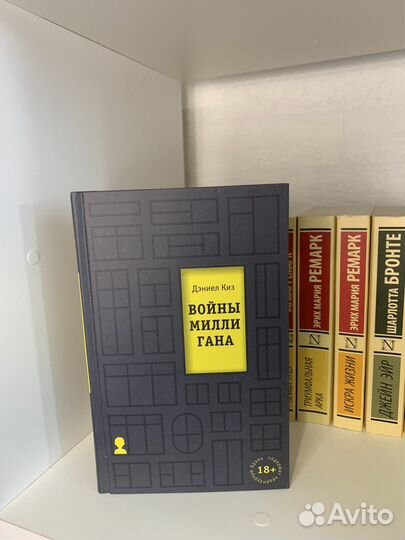 Дэниел Киз
ВОЙНЫ
МИЛЛИ
ГАНА
18+
ЭРИХ МАРИЯ РЕМАРК
ТРИУМФАЛЬНАЯ
АРКА
ЭРИХ МАРИЯ РЕМАРК
ИСКРА ЖИЗНИ
ШАРЛОТТА БРОНТЕ
ДЖЕЙН ЭЙР
Avito